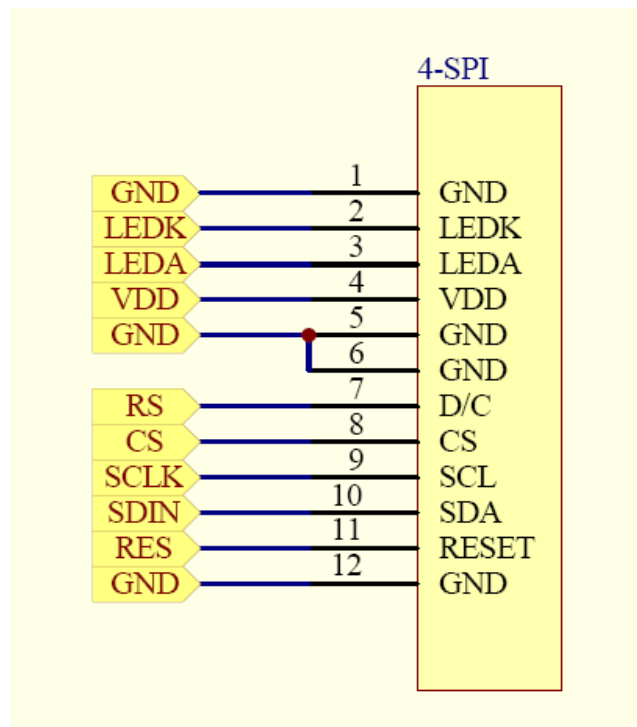 4-SPI
GND 1 GND
LEDK 2 LEDK
LEDA 3 LEDA
VDD 4 VDD
GND 5 GND
6 GND
RS 7 D/C
CS 8 CS
SCLK 9 SCL
SDIN 10 SDA
RES 11 RESET
GND 12 GND